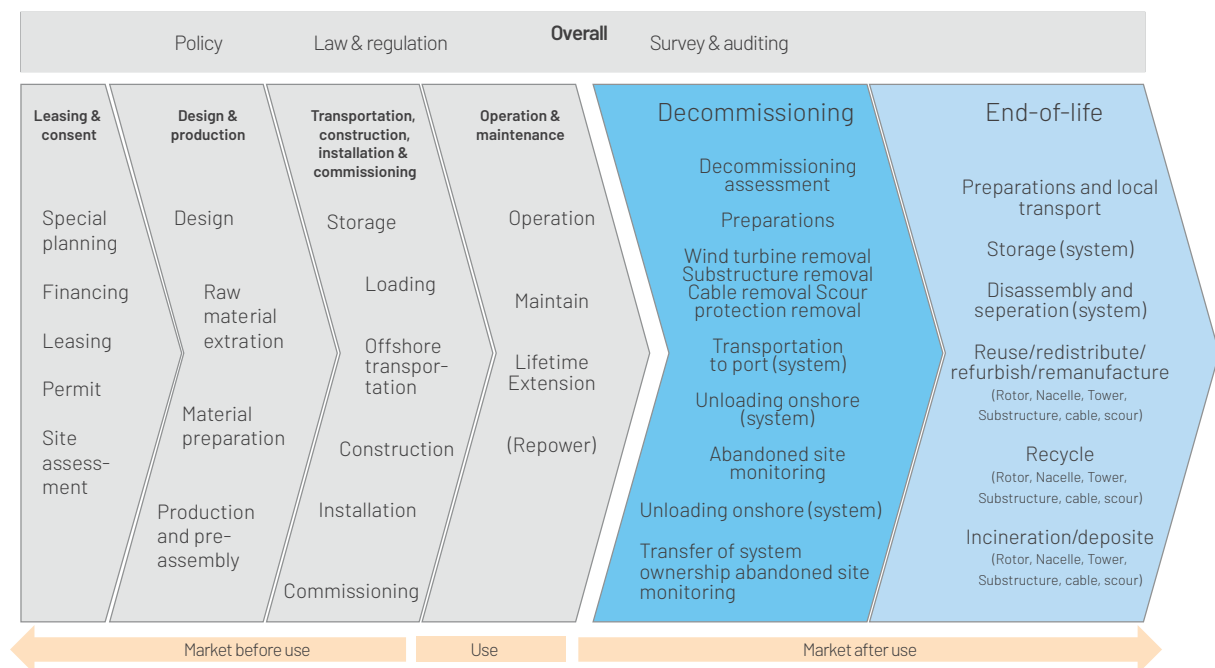 Overall
Policy
Law & regulation
Survey & auditing
Leasing &
consent
Special
planning
Financing
Leasing
Permit
Site
assess-
ment
Design &
production
Design
Raw
material
extration
Material
preparation
Production
and pre-
assembly
Transportation,
construction,
installation &
commissioning
Storage
Loading
Offshore
transpor-
tation
Construction
Installation
Commissioning
Operation &
maintenance
Operation
Maintain
Lifetime
Extension
(Repower)
Decommissioning
Decommissioning
assessment
Preparations
Wind turbine removal
Substructure removal
Cable removal Scour
protection removal
Transportation
to port (system)
Unloading onshore
(system)
Abandoned site
monitoring
Unloading onshore (system)
Transfer of system
ownership abandoned site
monitoring
End-of-life
Preparations and local
transport
Storage (system)
Disassembly and
seperation (system)
Reuse/redistribute/
refurbish/remanufacture
(Rotor, Nacelle, Tower,
Substructure, cable, scour)
Recycle
(Rotor, Nacelle, Tower,
Substructure, cable, scour)
Incineration/deposite
(Rotor, Nacelle, Tower,
Substructure, cable, scour)
Market before use
Use
Market after use